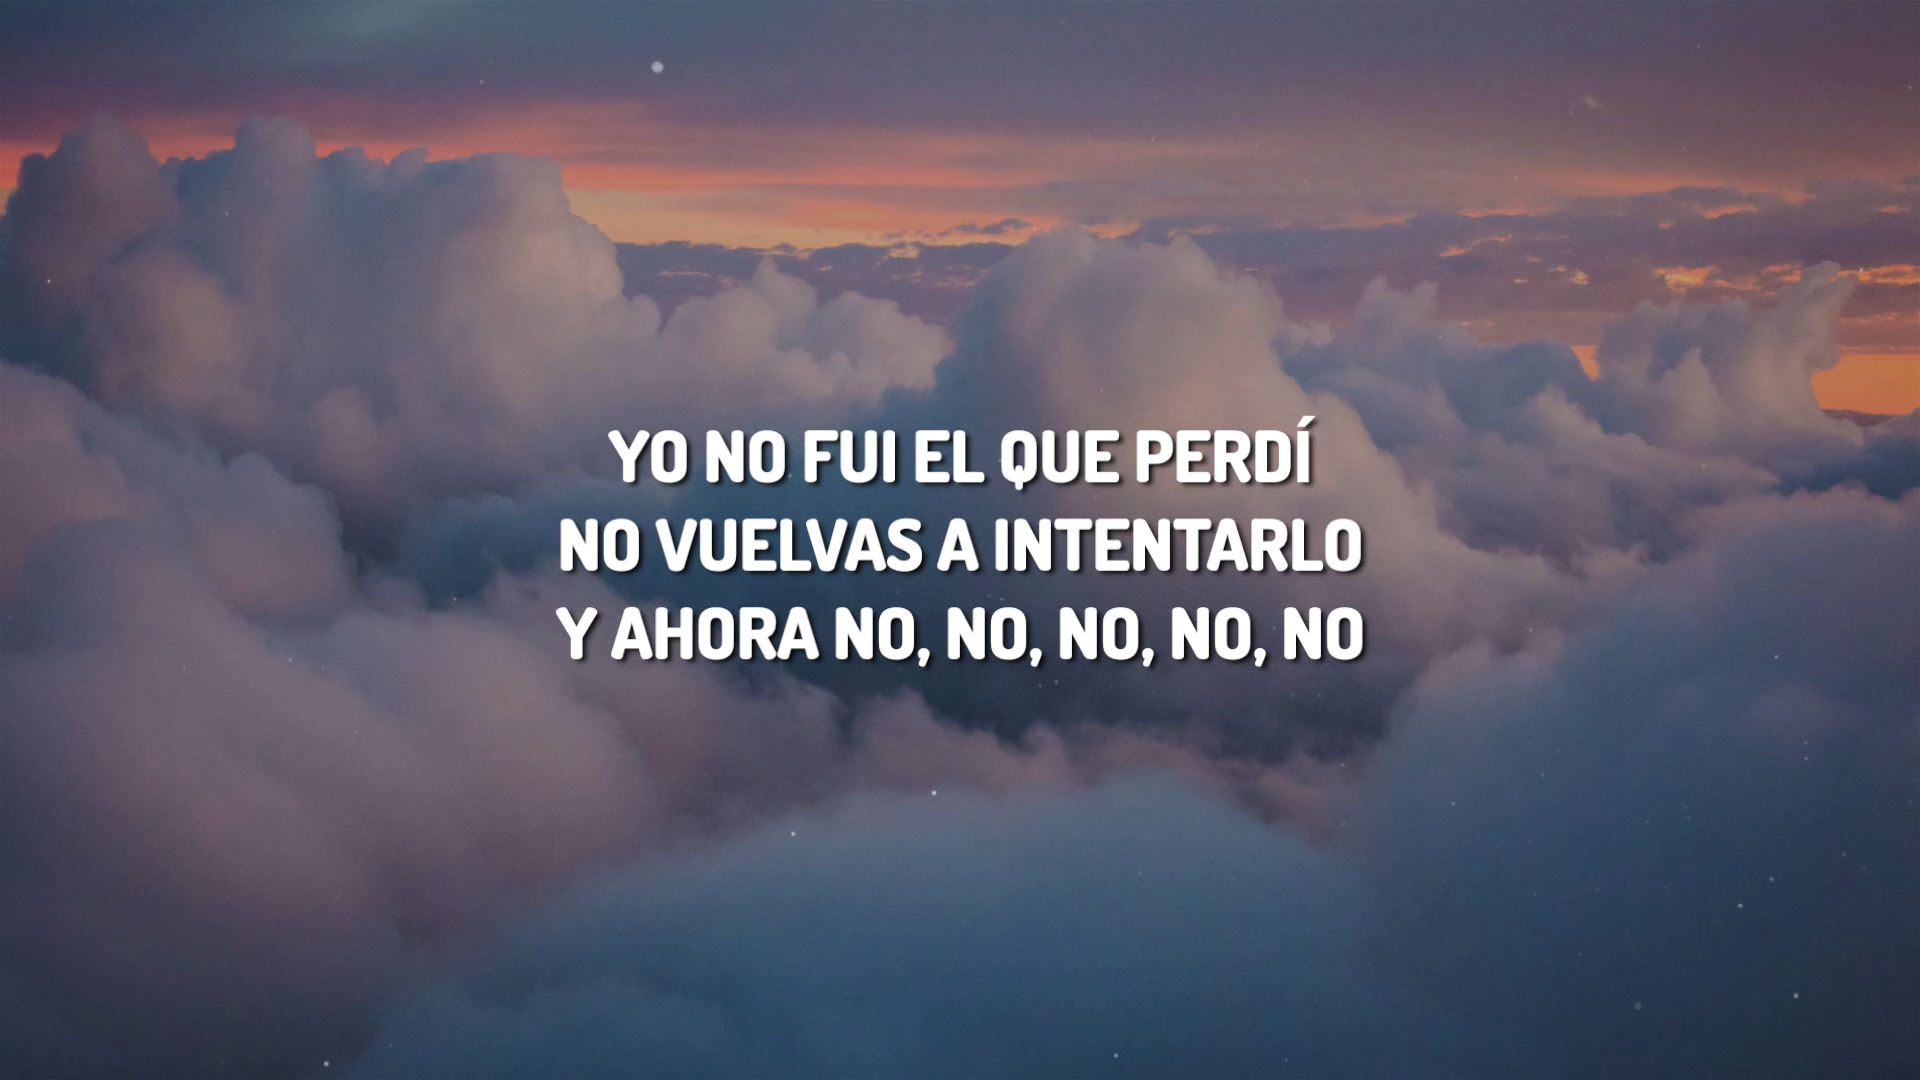 YO NO FUI EL QUE PERDÍ
NO VUELVAS A INTENTARLO
Y AHORA NO, NO, NO, NO, NO